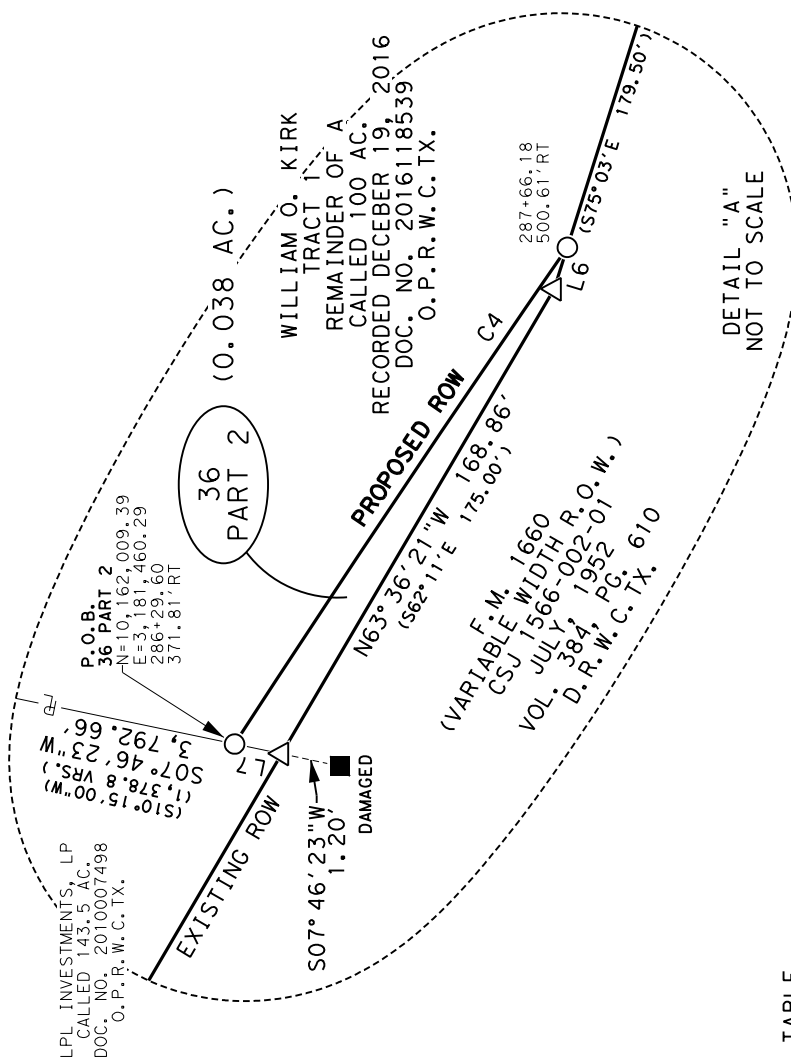 LPL INVESTMENTS, LP
CALLED 143.5 AC.
DOC. NO. 2010007498
O.P.R.W.C.TX.
(S10°15'00"W)
(1,378.8 VRS.)
S07°46'23"W
3,792.66'
P.O.B.
36 PART 2
N=10,162,009.39
E=3,181,460.29
286+29.60
371.81'RT
36
PART 2
(0.038 AC.)
WILLIAM O. KIRK
TRACT 1
REMAINDER OF A
CALLED 100 AC.
RECORDED DECEBER 19, 2016
DOC. NO. 2016118539
O.P.R.W.C.TX.
EXISTING ROW
L7
PROPOSED ROW
C4
287+66.18
500.61'RT
N63°36'21"W 168.86'
(S62°11'E 175.00')
L6
(S75°03'E 179.50')
S07°46'23"W
1.20'
DAMAGED
F.M. 1660
(VARIABLE WIDTH R.O.W.)
CSJ 1566-002-01
JULY, 1952
VOL. 384, PG. 610
D.R.W.C.TX.
DETAIL "A"
NOT TO SCALE
TABLE